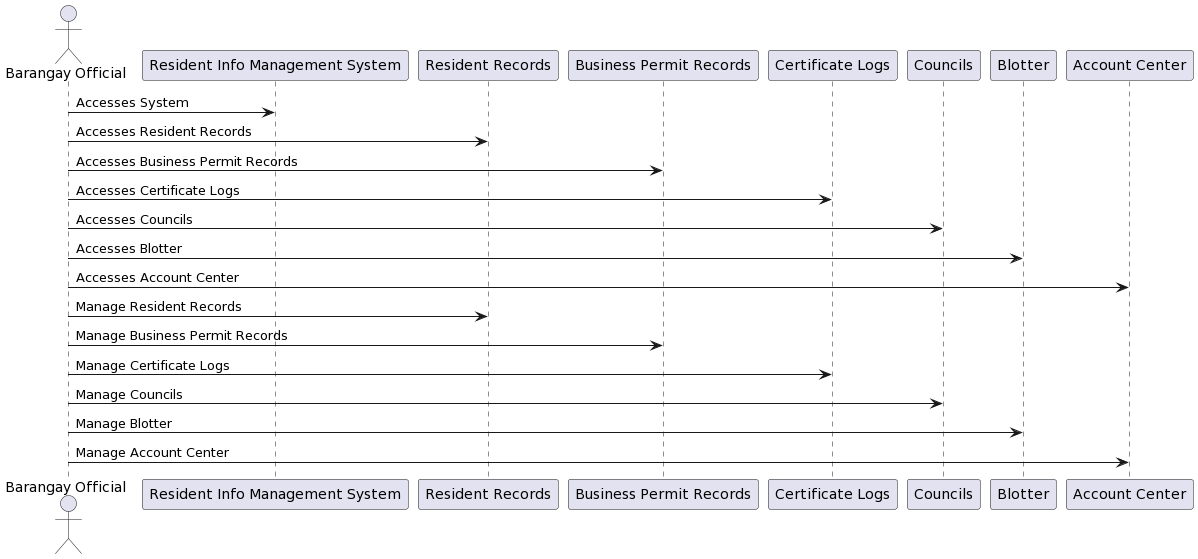 Barangay Official
Resident Info Management System
Resident Records
Business Permit Records
Certificate Logs
Councils
Blotter
Account Center
Accesses System
Accesses Resident Records
Accesses Business Permit Records
Accesses Certificate Logs
Accesses Councils
Accesses Blotter
Accesses Account Center
Manage Resident Records
Manage Business Permit Records
Manage Certificate Logs
Manage Councils
Manage Blotter
Manage Account Center
Barangay Official
Resident Info Management System
Resident Records
Business Permit Records
Certificate Logs
Councils
Blotter
Account Center